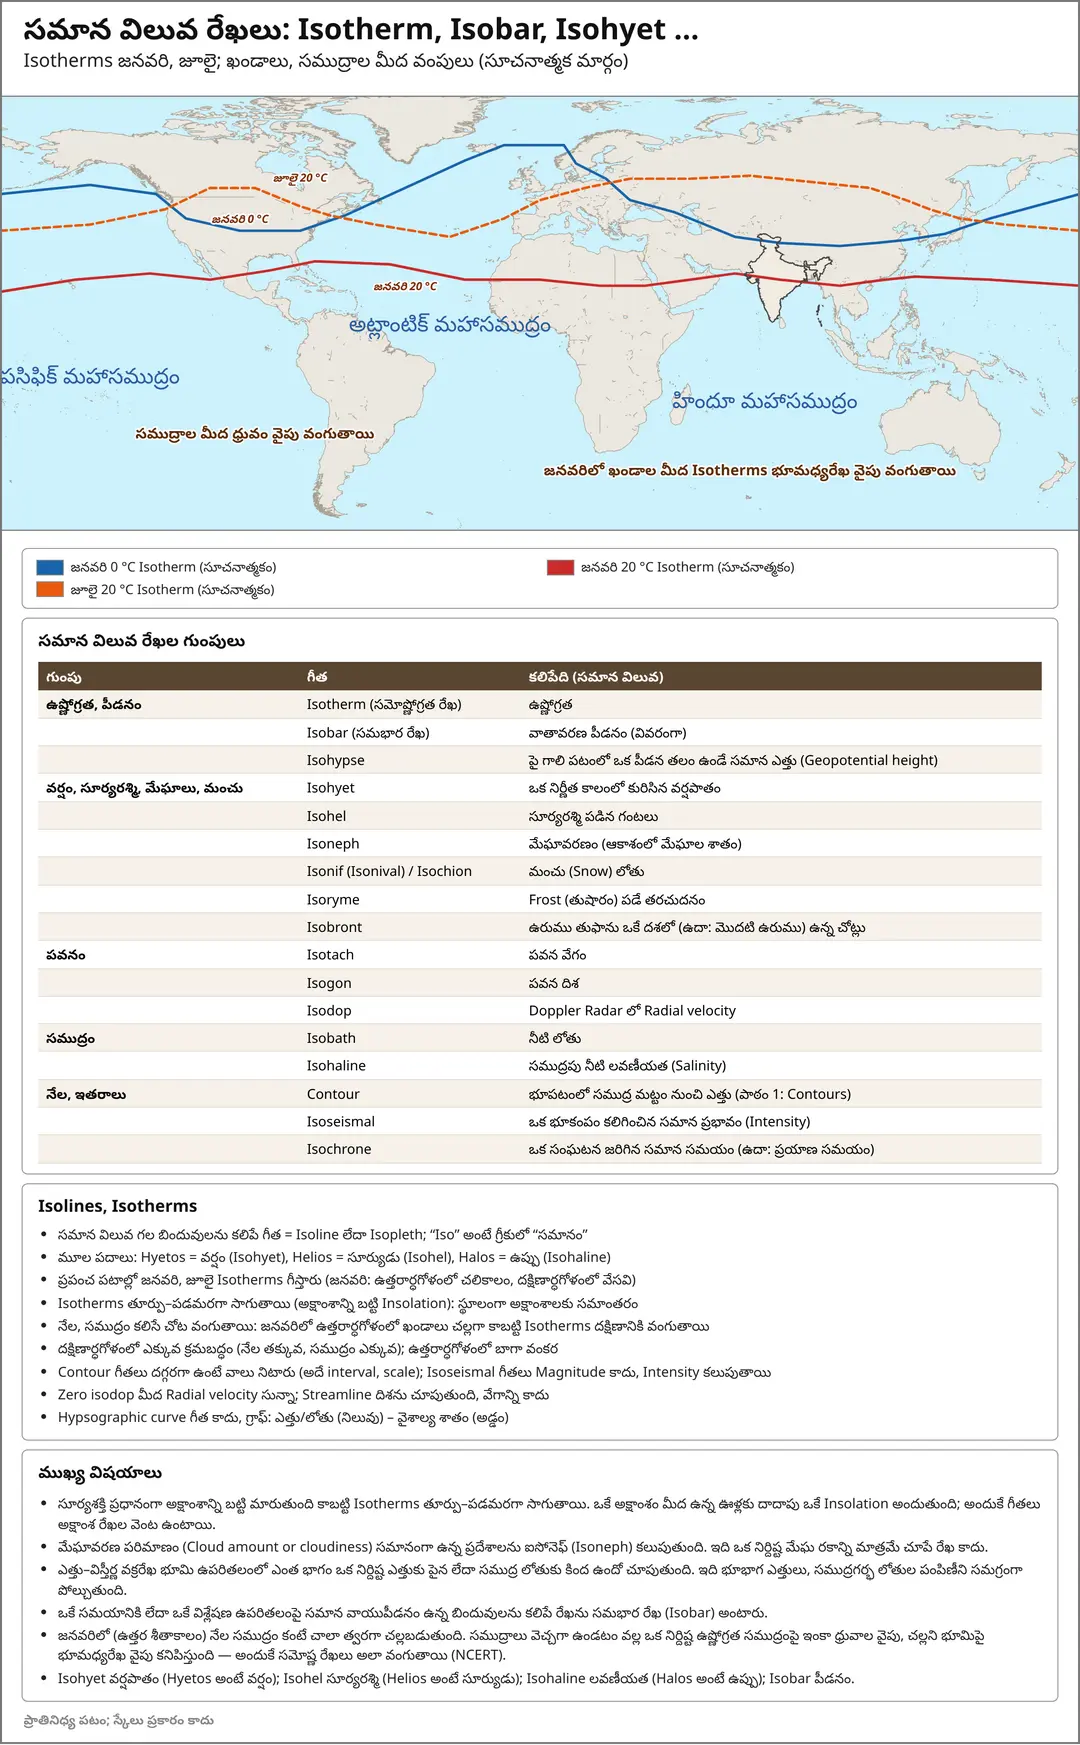 సమాన విలువ రేఖలు: Isotherm, Isobar, Isohyet ...
Isotherms జనవరి, జూలై; ఖండాలు, సముద్రాల మీద వంపులు (సూచనాత్మక మార్గం)
జూలై 20 °C
జనవరి 0 °C
జనవరి 20 °C
అట్లాంటిక్ మహాసముద్రం
పసిఫిక్ మహాసముద్రం
హిందూ మహాసముద్రం
సముద్రాల మీద ధ్రువం వైపు వంగుతాయి
జనవరిలో ఖండాల మీద Isotherms భూమధ్యరేఖ వైపు వంగుతాయి
జనవరి 0 °C Isotherm (సూచనాత్మకం)
జనవరి 20 °C Isotherm (సూచనాత్మకం)
జూలై 20 °C Isotherm (సూచనాత్మకం)
సమాన విలువ రేఖల గుంపులు
గుంపు గీత కలిపేది (సమాన విలువ)
ఉష్ణోగ్రత, పీడనం Isotherm (సమోష్ణోగ్రత రేఖ) ఉష్ణోగ్రత
Isobar (సమభార రేఖ) వాతావరణ పీడనం (వివరంగా)
Isohypse పై గాలి పటంలో ఒక పీడన తలం ఉండే సమాన ఎత్తు (Geopotential height)
వర్షం, సూర్యరశ్మి, మేఘాలు, మంచు Isohyet ఒక నిర్ణీత కాలంలో కురిసిన వర్షపాతం
Isohel సూర్యరశ్మి పడిన గంటలు
Isoneph మేఘావరణం (ఆకాశంలో మేఘాల శాతం)
Isonif (Isonival) / Isochion మంచు (Snow) లోతు
Isoryme Frost (తుషారం) పడే తరచుదనం
Isobront ఉరుము తుఫాను ఒకే దశలో (ఉదా: మొదటి ఉరుము) ఉన్న చోట్లు
పవనం Isotach పవన వేగం
Isogon పవన దిశ
Isodop Doppler Radar లో Radial velocity
సముద్రం Isobath నీటి లోతు
Isohaline సముద్రపు నీటి లవణీయత (Salinity)
నేల, ఇతరాలు Contour భూపటంలో సముద్ర మట్టం నుంచి ఎత్తు (పాఠం 1: Contours)
Isoseismal ఒక భూకంపం కలిగించిన సమాన ప్రభావం (Intensity)
Isochrone ఒక సంఘటన జరిగిన సమాన సమయం (ఉదా: ప్రయాణ సమయం)
Isolines, Isotherms
• సమాన విలువ గల బిందువులను కలిపే గీత = Isoline లేదా Isopleth; “Iso” అంటే గ్రీకులో “సమానం”
• మూల పదాలు: Hyetos = వర్షం (Isohyet), Helios = సూర్యుడు (Isohel), Halos = ఉప్పు (Isohaline)
• ప్రపంచ పటాల్లో జనవరి, జూలై Isotherms గీస్తారు (జనవరి: ఉత్తరార్ధగోళంలో చలికాలం, దక్షిణార్ధగోళంలో వేసవి)
• Isotherms తూర్పు–పడమరగా సాగుతాయి (అక్షాంశాన్ని బట్టి Insolation): స్థూలంగా అక్షాంశాలకు సమాంతరం
• నేల, సముద్రం కలిసే చోట వంగుతాయి: జనవరిలో ఉత్తరార్ధగోళంలో ఖండాలు చల్లగా కాబట్టి Isotherms దక్షిణానికి వంగుతాయి
• దక్షిణార్ధగోళంలో ఎక్కువ క్రమబద్ధం (నేల తక్కువ, సముద్రం ఎక్కువ); ఉత్తరార్ధగోళంలో బాగా వంకర
• Contour గీతలు దగ్గరగా ఉంటే వాలు నిటారు (అదే interval, scale); Isoseismal గీతలు Magnitude కాదు, Intensity కలుపుతాయి
• Zero isodop మీద Radial velocity సున్నా; Streamline దిశను చూపుతుంది, వేగాన్ని కాదు
• Hypsographic curve గీత కాదు, గ్రాఫ్: ఎత్తు/లోతు (నిలువు) – వైశాల్య శాతం (అడ్డం)
ముఖ్య విషయాలు
• సూర్యశక్తి ప్రధానంగా అక్షాంశాన్ని బట్టి మారుతుంది కాబట్టి Isotherms తూర్పు–పడమరగా సాగుతాయి. ఒకే అక్షాంశం మీద ఉన్న ఊళ్లకు దాదాపు ఒకే Insolation అందుతుంది; అందుకే గీతలు
అక్షాంశ రేఖల వెంట ఉంటాయి.
• మేఘావరణ పరిమాణం (Cloud amount or cloudiness) సమానంగా ఉన్న ప్రదేశాలను ఐసోనెఫ్ (Isoneph) కలుపుతుంది. ఇది ఒక నిర్దిష్ట మేఘ రకాన్ని మాత్రమే చూపే రేఖ కాదు.
• ఎత్తు–విస్తీర్ణ వక్రరేఖ భూమి ఉపరితలంలో ఎంత భాగం ఒక నిర్దిష్ట ఎత్తుకు పైన లేదా సముద్ర లోతుకు కింద ఉందో చూపుతుంది. ఇది భూభాగ ఎత్తులు, సముద్రగర్భ లోతుల పంపిణీని సమగ్రంగా
పోల్చుతుంది.
• ఒకే సమయానికి లేదా ఒకే విశ్లేషణ ఉపరితలంపై సమాన వాయుపీడనం ఉన్న బిందువులను కలిపే రేఖను సమభార రేఖ (Isobar) అంటారు.
• జనవరిలో (ఉత్తర శీతాకాలం) నేల సముద్రం కంటే చాలా త్వరగా చల్లబడుతుంది. సముద్రాలు వెచ్చగా ఉండటం వల్ల ఒక నిర్దిష్ట ఉష్ణోగ్రత సముద్రంపై ఇంకా ధ్రువాల వైపు, చల్లని భూమిపై
భూమధ్యరేఖ వైపు కనిపిస్తుంది — అందుకే సమోష్ణ రేఖలు అలా వంగుతాయి (NCERT).
• Isohyet వర్షపాతం (Hyetos అంటే వర్షం); Isohel సూర్యరశ్మి (Helios అంటే సూర్యుడు); Isohaline లవణీయత (Halos అంటే ఉప్పు); Isobar పీడనం.
ప్రాతినిధ్య పటం; స్కేలు ప్రకారం కాదు